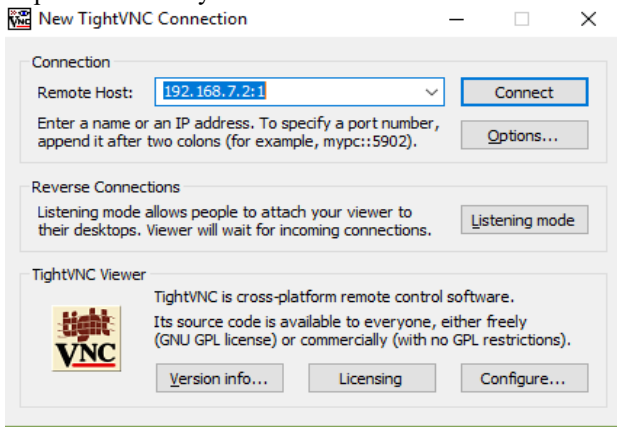 New TightVNC Connection
Connection
Remote Host: 192.168.7.2:1 Connect
Enter a name or an IP address. To specify a port number,
append it after two colons (for example, mypc::5902). Options...
Reverse Connections
Listening mode allows people to attach your viewer to
their desktops. Viewer will wait for incoming connections. Listening mode
TightVNC Viewer
TightVNC is cross-platform remote control software.
Its source code is available to everyone, either freely
(GNU GPL license) or commercially (with no GPL restrictions).
tight
VNC
Version info... Licensing Configure...